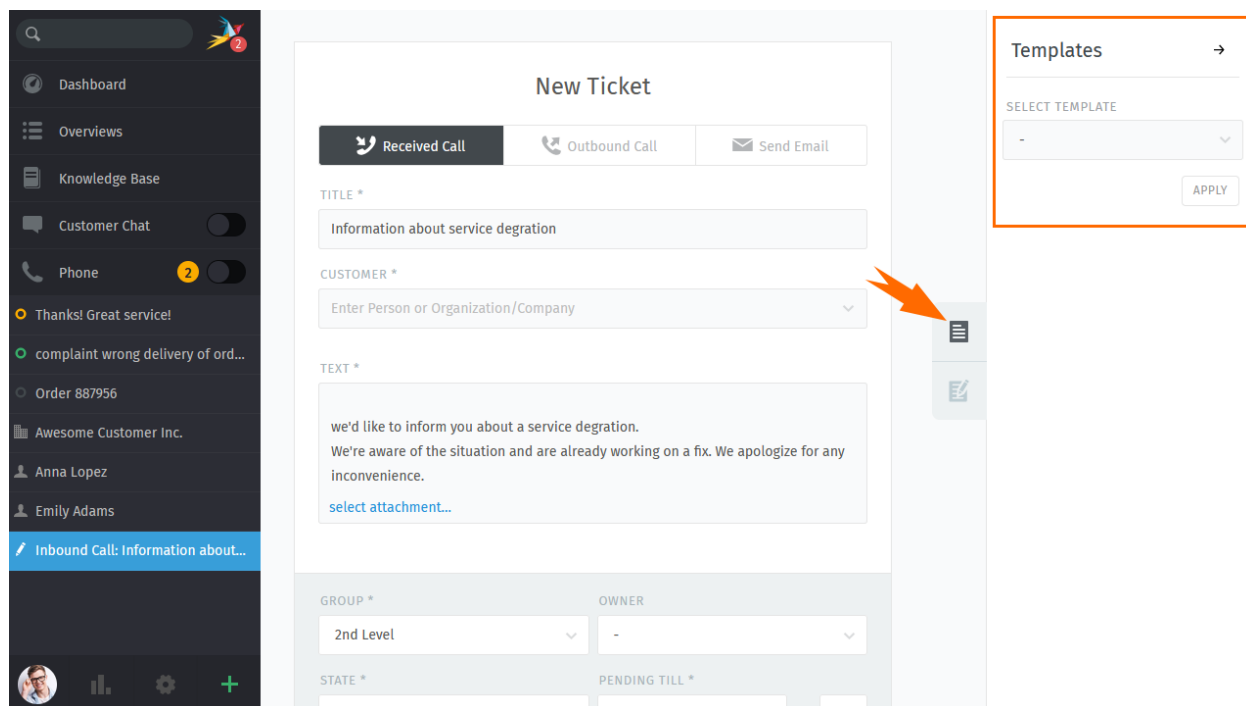 2
Dashboard
Overviews
Knowledge Base
Customer Chat
Phone 2
Thanks! Great service!
complaint wrong delivery of ord...
Order 887956
Awesome Customer Inc.
Anna Lopez
Emily Adams
Inbound Call: Information about...
New Ticket
Received Call Outbound Call Send Email
TITLE *
Information about service degration
CUSTOMER *
Enter Person or Organization/Company
TEXT *
we'd like to inform you about a service degration.
We're aware of the situation and are already working on a fix. We apologize for any
inconvenience.
select attachment...
GROUP * OWNER
2nd Level -
STATE * PENDING TILL *
Templates →
SELECT TEMPLATE
-
APPLY